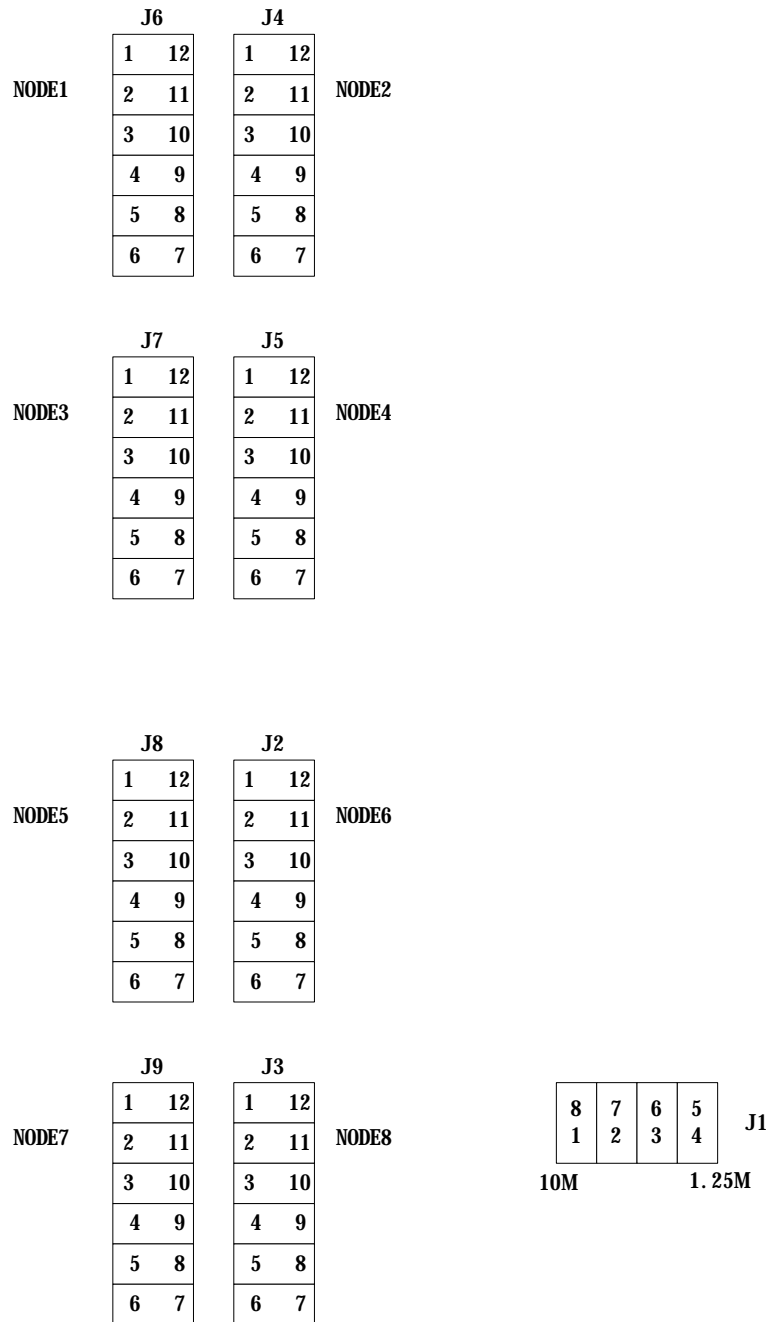 J6 J4
1 12 1 12
NODE1 2 11 2 11 NODE2
3 10 3 10
4 9 4 9
5 8 5 8
6 7 6 7
J7 J5
1 12 1 12
NODE3 2 11 2 11 NODE4
3 10 3 10
4 9 4 9
5 8 5 8
6 7 6 7
J8 J2
1 12 1 12
NODE5 2 11 2 11 NODE6
3 10 3 10
4 9 4 9
5 8 5 8
6 7 6 7
J9 J3
1 12 1 12
NODE7 2 11 2 11 NODE8
3 10 3 10
4 9 4 9
5 8 5 8
6 7 6 7
8 7 6 5
1 2 3 4
J1
10M 1.25M